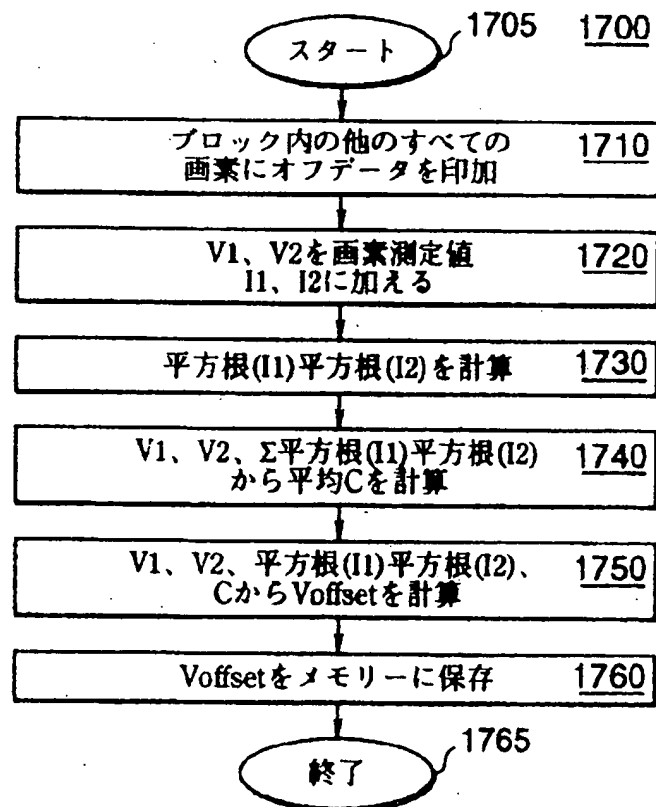 スタート
1705
1700
ブロック内の他のすべての
画素にオフデータを印加
1710
V1、V2を画素測定値
I1、I2に加える
1720
平方根(I1)平方根(I2)を計算
1730
V1、V2、Σ平方根(I1)平方根(I2)
から平均Cを計算
1740
V1、V2、平方根(I1)平方根(I2)、
CからVoffsetを計算
1750
Voffsetをメモリーに保存
1760
1765
終了